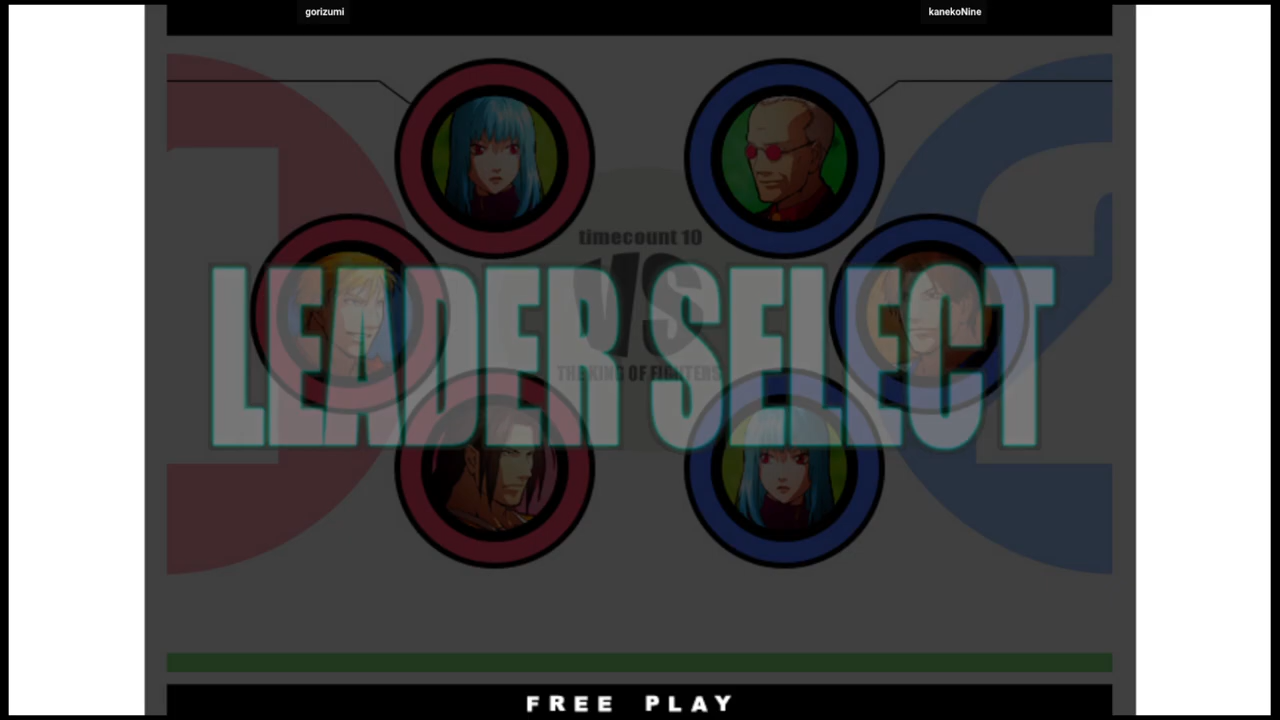 gorizumi
kanekoNine
timecount 10
VS
LEADER SELECT
THE KING OF FIGHTERS
FREE PLAY